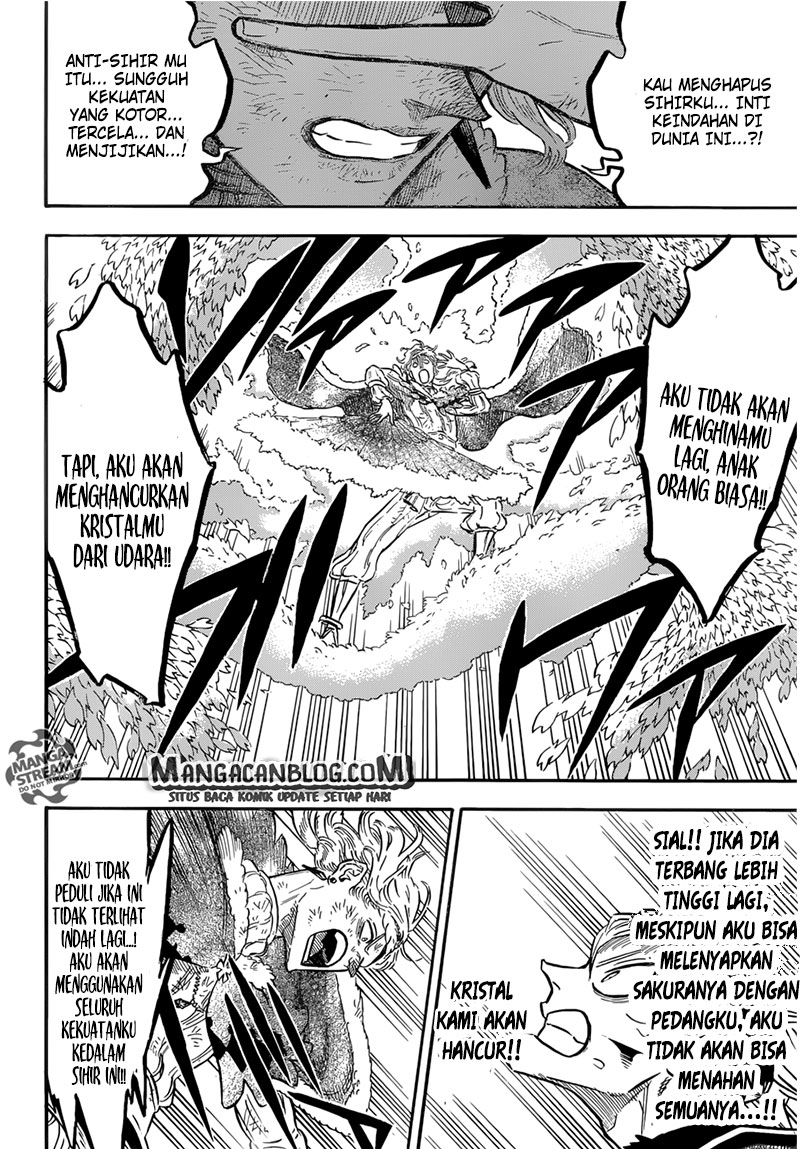 KAU MENGHAPUS
SIHIRKU... INTI
KEINDAHAN DI
DUNIA INI...?!
ANTI-SIHIR MU
ITU... SUNGGUH
KEKUATAN
YANG KOTOR...
TERCELA... DAN
MENJIJIKAN...!
AKU TIDAK AKAN
MENGHINAMU
LAGI, ANAK
ORANG BIASA!!
TAPI, AKU AKAN
MENGHANCURKAN
KRISTALMU
DARI UDARA!!
MANGA
STREAM.COM
MANGACANBLOG.COM
SITUS BACA KOMIK UPDATE SETIAP HARI
SIAL!! JIKA DIA
TERBANG LEBIH
TINGGI LAGI,
MESKIPUN AKU BISA
MELENYAPKAN
SAKURANYA DENGAN
PEDANGKU, AKU
TIDAK AKAN BISA
MENAHAN
SEMUANYA...!!
KRISTAL
KAMI AKAN
HANCUR!!
AKU TIDAK
PEDULI JIKA INI
TIDAK TERLIHAT
INDAH LAGI...!
AKU AKAN
MENGGUNAKAN
SELURUH
KEKUATANKU
KEDALAM
SIHIR INI!!!